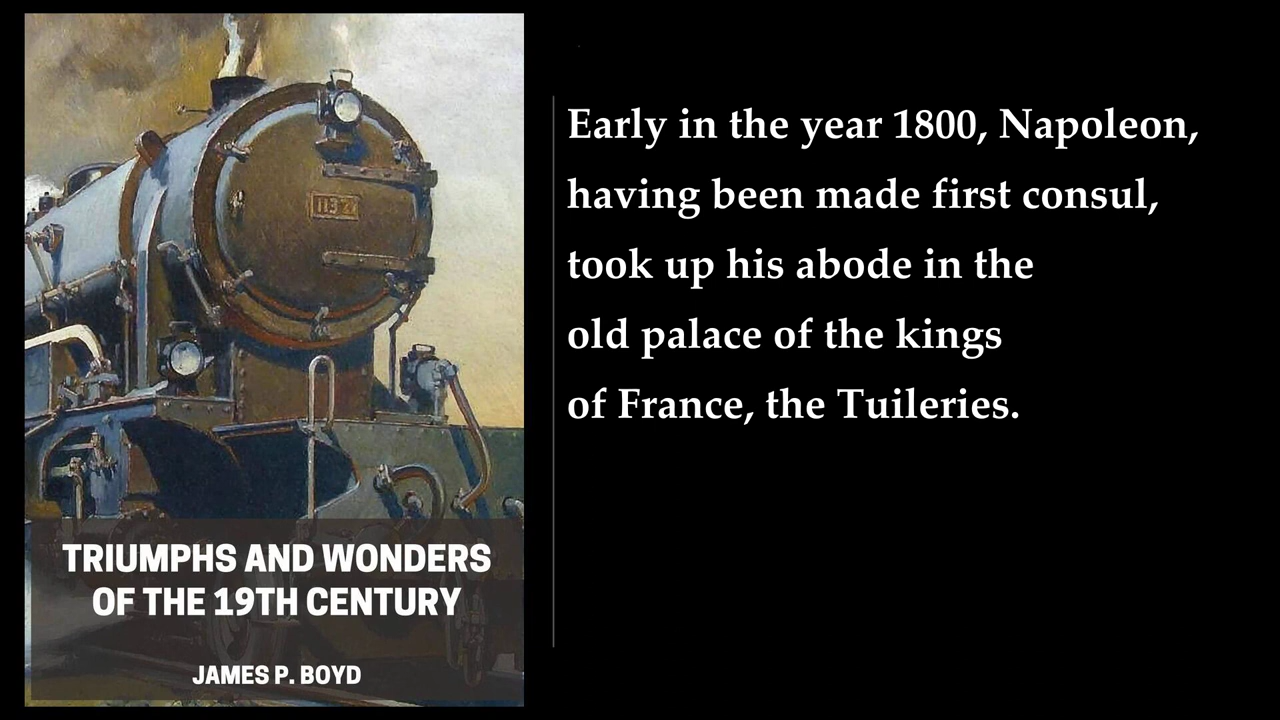 Early in the year 1800, Napoleon,
having been made first consul,
took up his abode in the
old palace of the kings
of France, the Tuileries.
TRIUMPHS AND WONDERS
OF THE 19TH CENTURY
JAMES P. BOYD